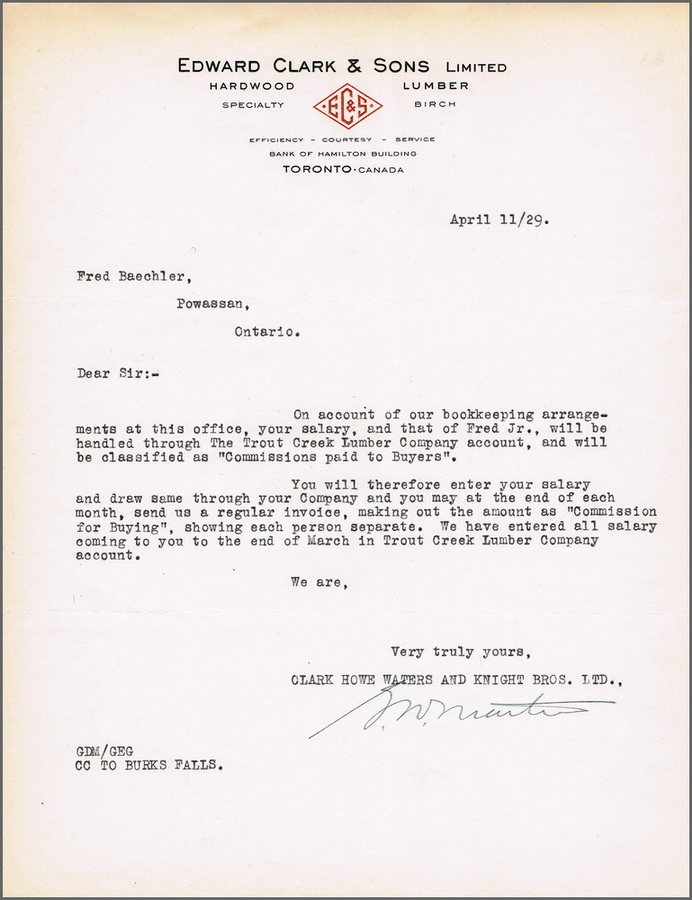 EDWARD CLARK & SONS LIMITED
HARDWOOD LUMBER
SPECIALTY EC&S BIRCH
EFFICIENCY – COURTESY – SERVICE
BANK OF HAMILTON BUILDING
TORONTO-CANADA
April 11/29.
Fred Baechler,
Powassan,
Ontario.
Dear Sir:-
On account of our bookkeeping arrange-
ments at this office, your salary, and that of Fred Jr., will be
handled through The Trout Creek Lumber Company account, and will
be classified as "Commissions paid to Buyers".
You will therefore enter your salary
and draw same through your Company and you may at the end of each
month, send us a regular invoice, making out the amount as "Commission
for Buying", showing each person separate. We have entered all salary
coming to you to the end of March in Trout Creek Lumber Company
account.
We are,
Very truly yours,
CLARK HOWE WATERS AND KNIGHT BROS. LTD.,
Martin
GDM/GEG
CC TO BURKS FALLS.